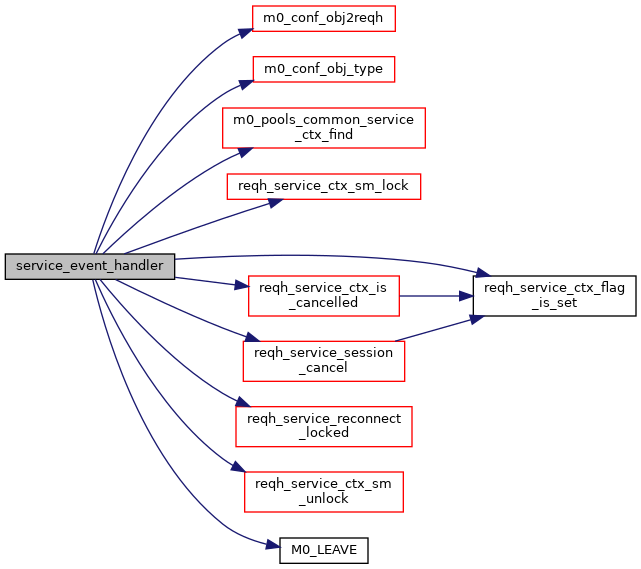 m0_conf_obj2reqh
m0_conf_obj_type
m0_pools_common_service
_ctx_find
reqh_service_ctx_sm_lock
service_event_handler
reqh_service_ctx_is
_cancelled
reqh_service_ctx_flag
_is_set
reqh_service_session
_cancel
reqh_service_reconnect
_locked
reqh_service_ctx_sm
_unlock
M0_LEAVE